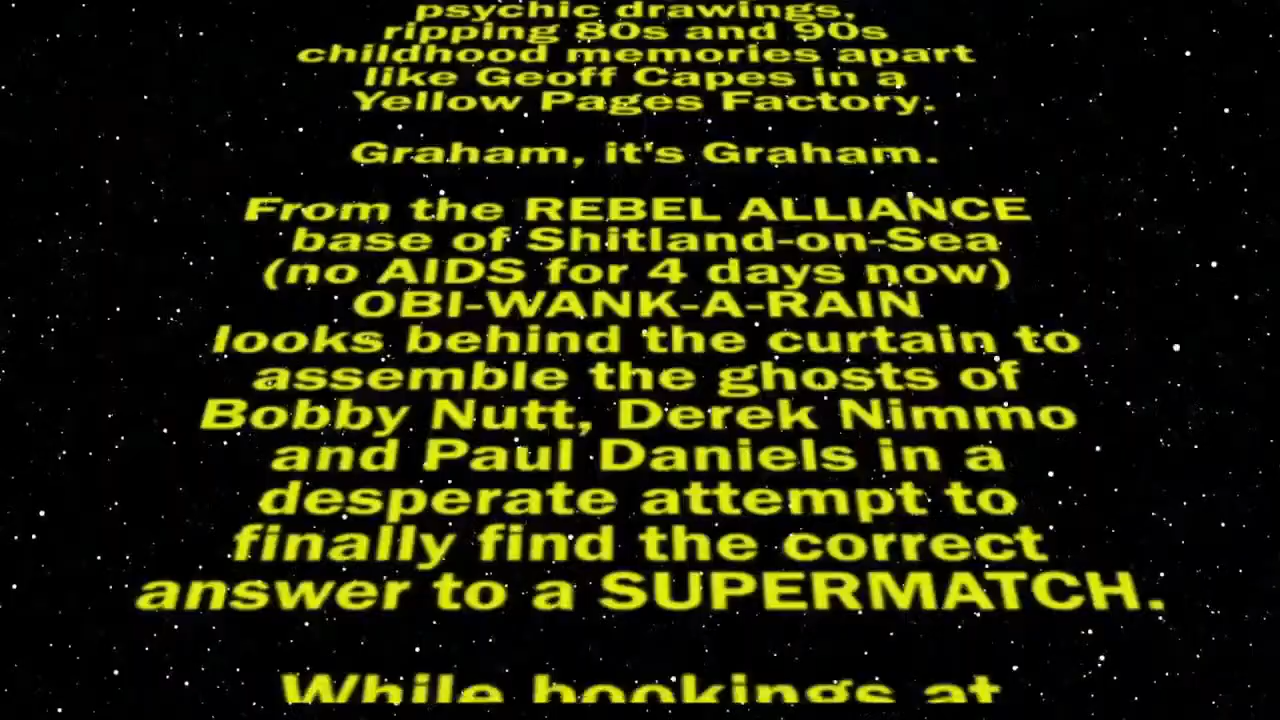 psychic drawings,
ripping 80s and 90s
childhood memories apart
like Geoff Capes in a
Yellow Pages Factory.
Graham, it's Graham.
From the REBEL ALLIANCE
base of Shitland-on-Sea
(no AIDS for 4 days now)
OBI-WANK-A-RAIN
looks behind the curtain to
assemble the ghosts of
Bobby Nutt, Derek Nimmo
and Paul Daniels in a
desperate attempt to
finally find the correct
answer to a SUPERMATCH.
While bookings at